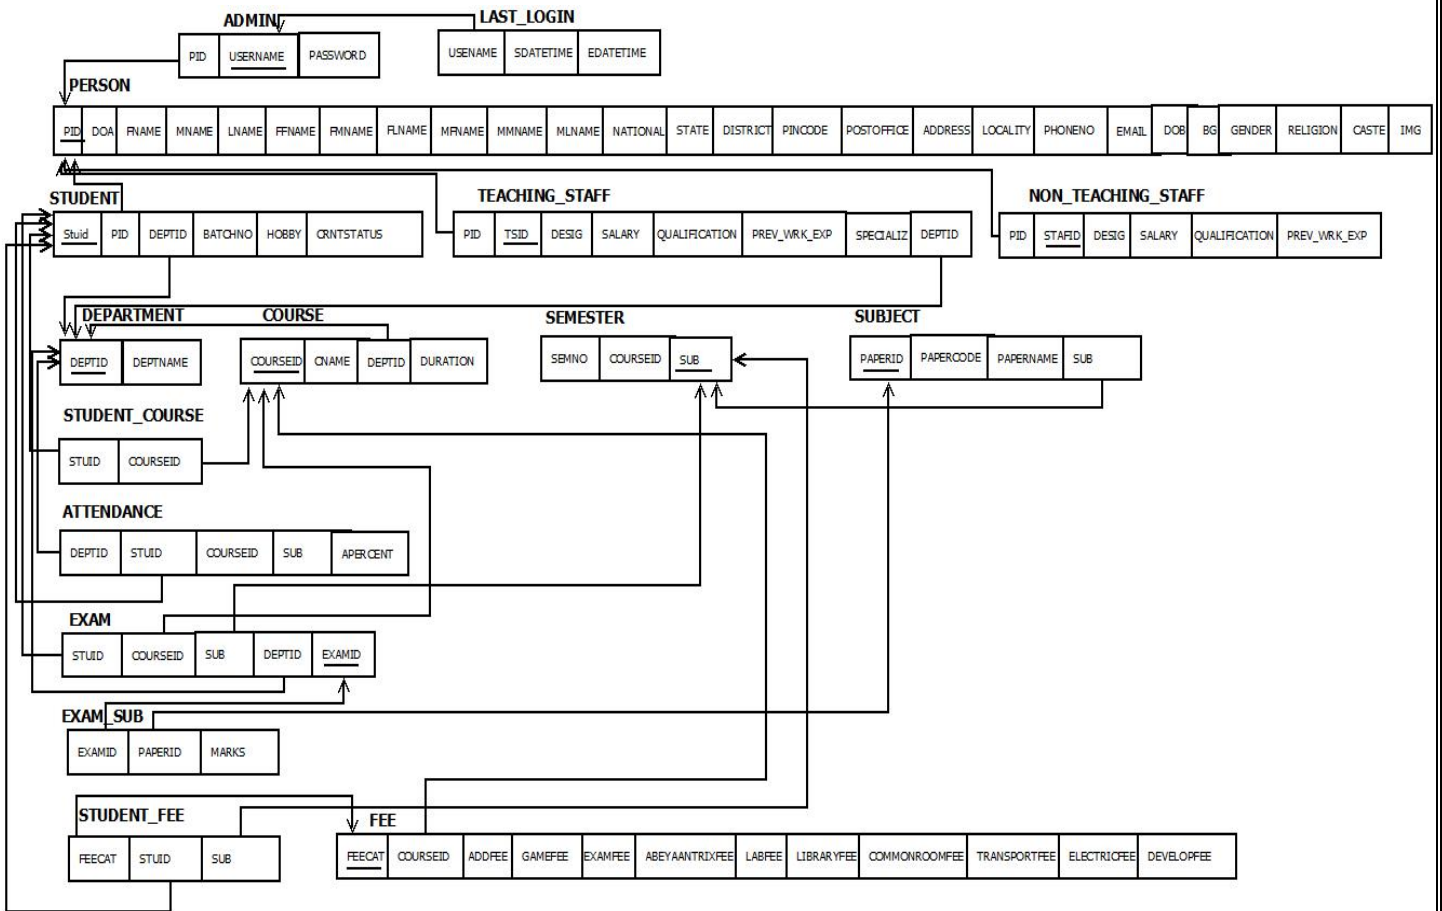 ADMIN LAST_LOGIN
PID USERNAME PASSWORD USENAME SDATETIME EDATETIME
PERSON
PID DOA FNAME MNAME LNAME FFNAME FMNAME FLNAME MFNAME MMNAME MLNAME NATIONAL STATE DISTRICT PINCODE POSTOFFICE ADDRESS LOCALITY PHONENO EMAIL DOB BG GENDER RELIGION CASTE IMG
STUDENT TEACHING_STAFF NON_TEACHING_STAFF
Stuid PID DEPTID BATCHNO HOBBY CRNTSTATUS PID TSID DESIG SALARY QUALIFICATION PREV_WRK_EXP SPECIALIZ DEPTID PID STAFID DESIG SALARY QUALIFICATION PREV_WRK_EXP
DEPARTMENT COURSE SEMESTER SUBJECT
DEPTID DEPTNAME COURSEID CNAME DEPTID DURATION SEMNO COURSEID SUB PAPERID PAPERCODE PAPERNAME SUB
STUDENT_COURSE
STUID COURSEID
ATTENDANCE
DEPTID STUID COURSEID SUB APERCENT
EXAM
STUID COURSEID SUB DEPTID EXAMID
EXAM_SUB
EXAMID PAPERID MARKS
STUDENT_FEE FEE
FEECAT STUID SUB FEECAT COURSEID ADDFEE GAMEFEE EXAMFEE ABEYAANTRIXFEE LABFEE LIBRARYFEE COMMONROOMFEE TRANSPORTFEE ELECTRICFEE DEVELOPFEE